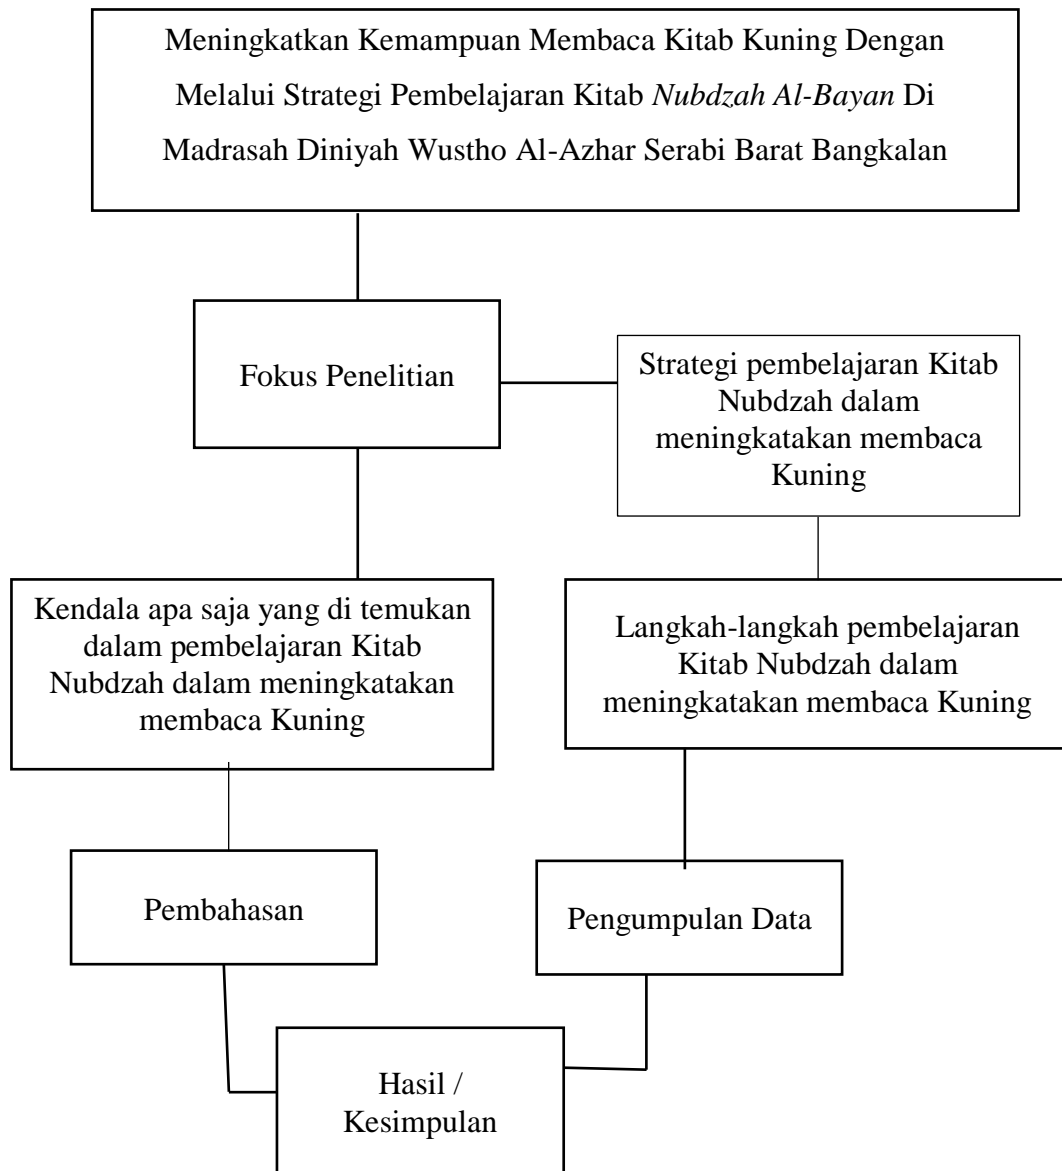 Meningkatkan Kemampuan Membaca Kitab Kuning Dengan
Melalui Strategi Pembelajaran Kitab Nubdzah Al-Bayan Di
Madrasah Diniyah Wustho Al-Azhar Serabi Barat Bangkalan
Fokus Penelitian
Strategi pembelajaran Kitab
Nubdzah dalam
meningkatakan membaca
Kuning
Kendala apa saja yang di temukan
dalam pembelajaran Kitab
Nubdzah dalam meningkatakan
membaca Kuning
Langkah-langkah pembelajaran
Kitab Nubdzah dalam
meningkatakan membaca Kuning
Pembahasan
Pengumpulan Data
Hasil /
Kesimpulan